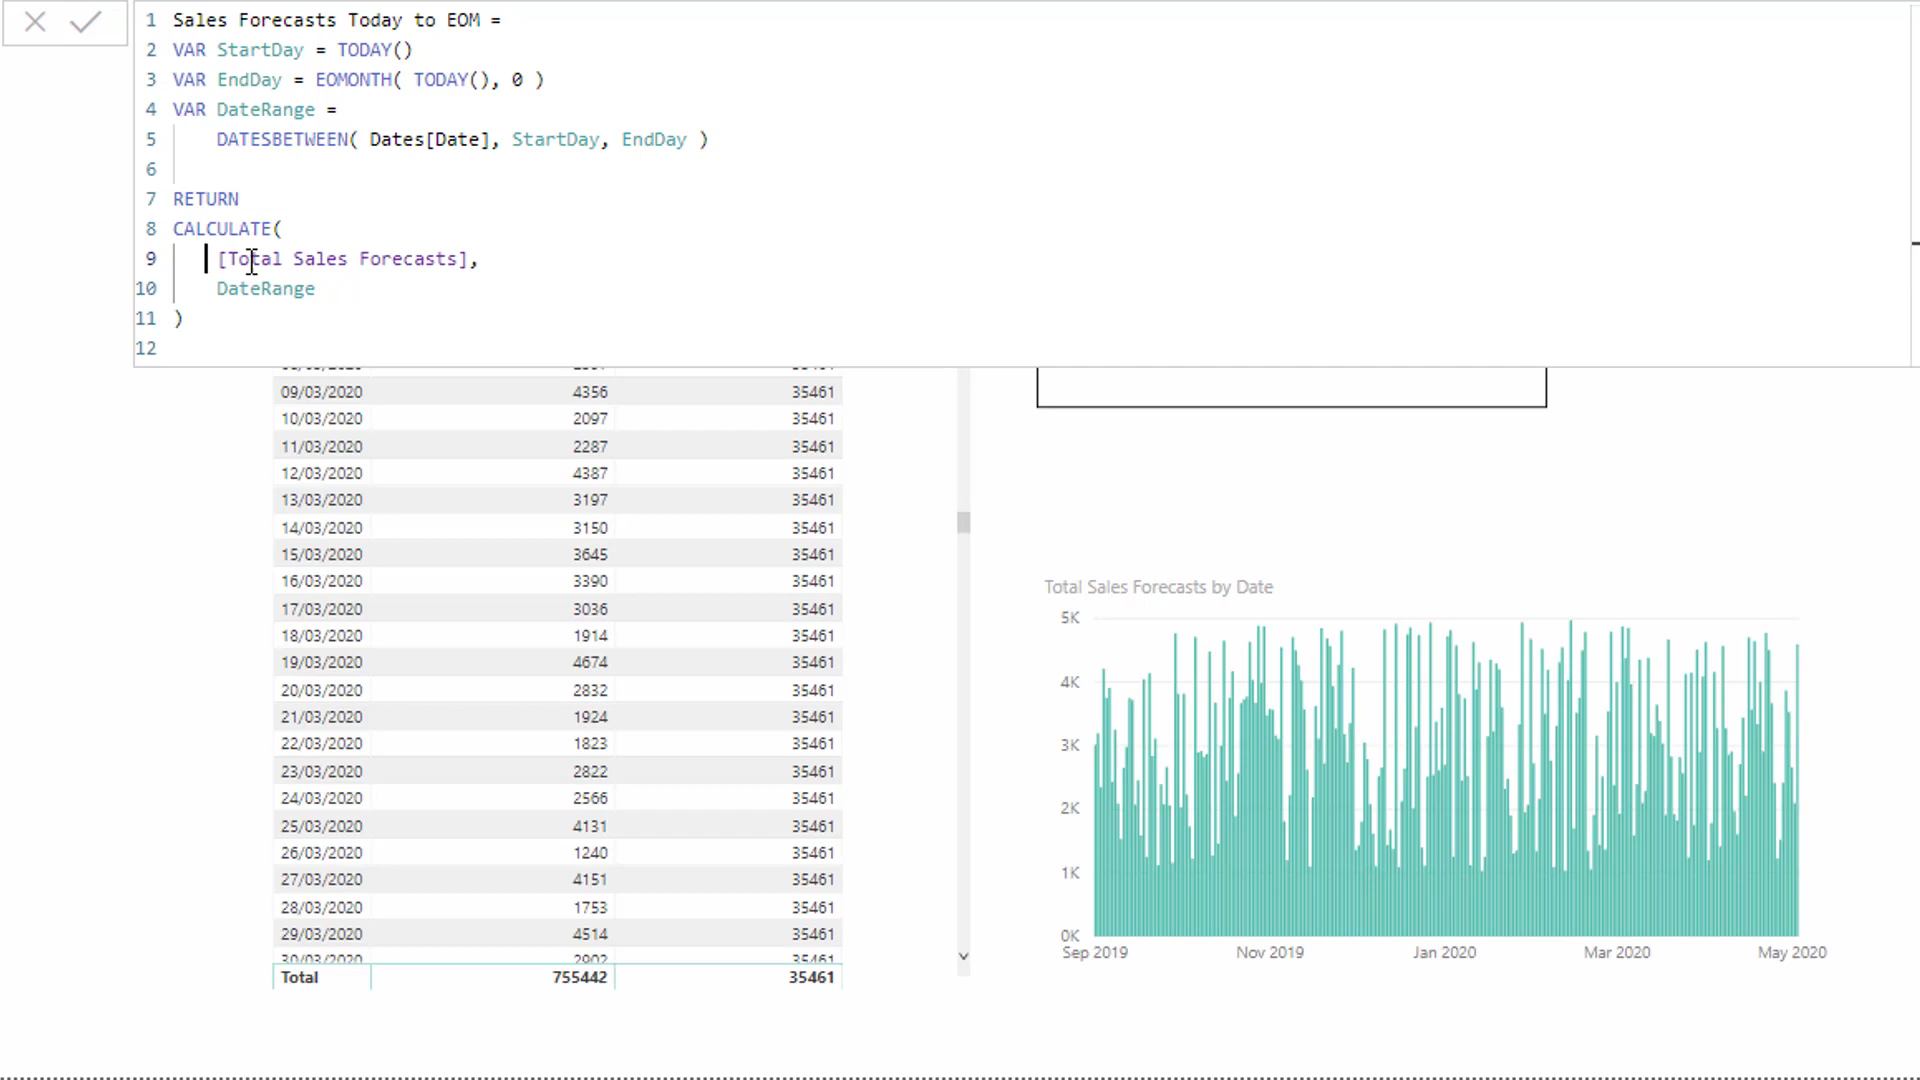 1 Sales Forecasts Today to EOM =
2 VAR StartDay = TODAY()
3 VAR EndDay = EOMONTH( TODAY(), 0 )
4 VAR DateRange =
5 DATESBETWEEN( Dates[Date], StartDay, EndDay )
6
7 RETURN
8 CALCULATE(
9 [Total Sales Forecasts],
10 DateRange
11 )
12
09/03/2020 4356 35461
10/03/2020 2097 35461
11/03/2020 2287 35461
12/03/2020 4387 35461
13/03/2020 3197 35461
14/03/2020 3150 35461
15/03/2020 3645 35461
16/03/2020 3390 35461
17/03/2020 3036 35461
18/03/2020 1914 35461
19/03/2020 4674 35461
20/03/2020 2832 35461
21/03/2020 1924 35461
22/03/2020 1823 35461
23/03/2020 2822 35461
24/03/2020 2566 35461
25/03/2020 4131 35461
26/03/2020 1240 35461
27/03/2020 4151 35461
28/03/2020 1753 35461
29/03/2020 4514 35461
30/03/2020 2902 35461
Total 755442 35461
Total Sales Forecasts by Date
5K
4K
3K
2K
1K
0K
Sep 2019 Nov 2019 Jan 2020 Mar 2020 May 2020